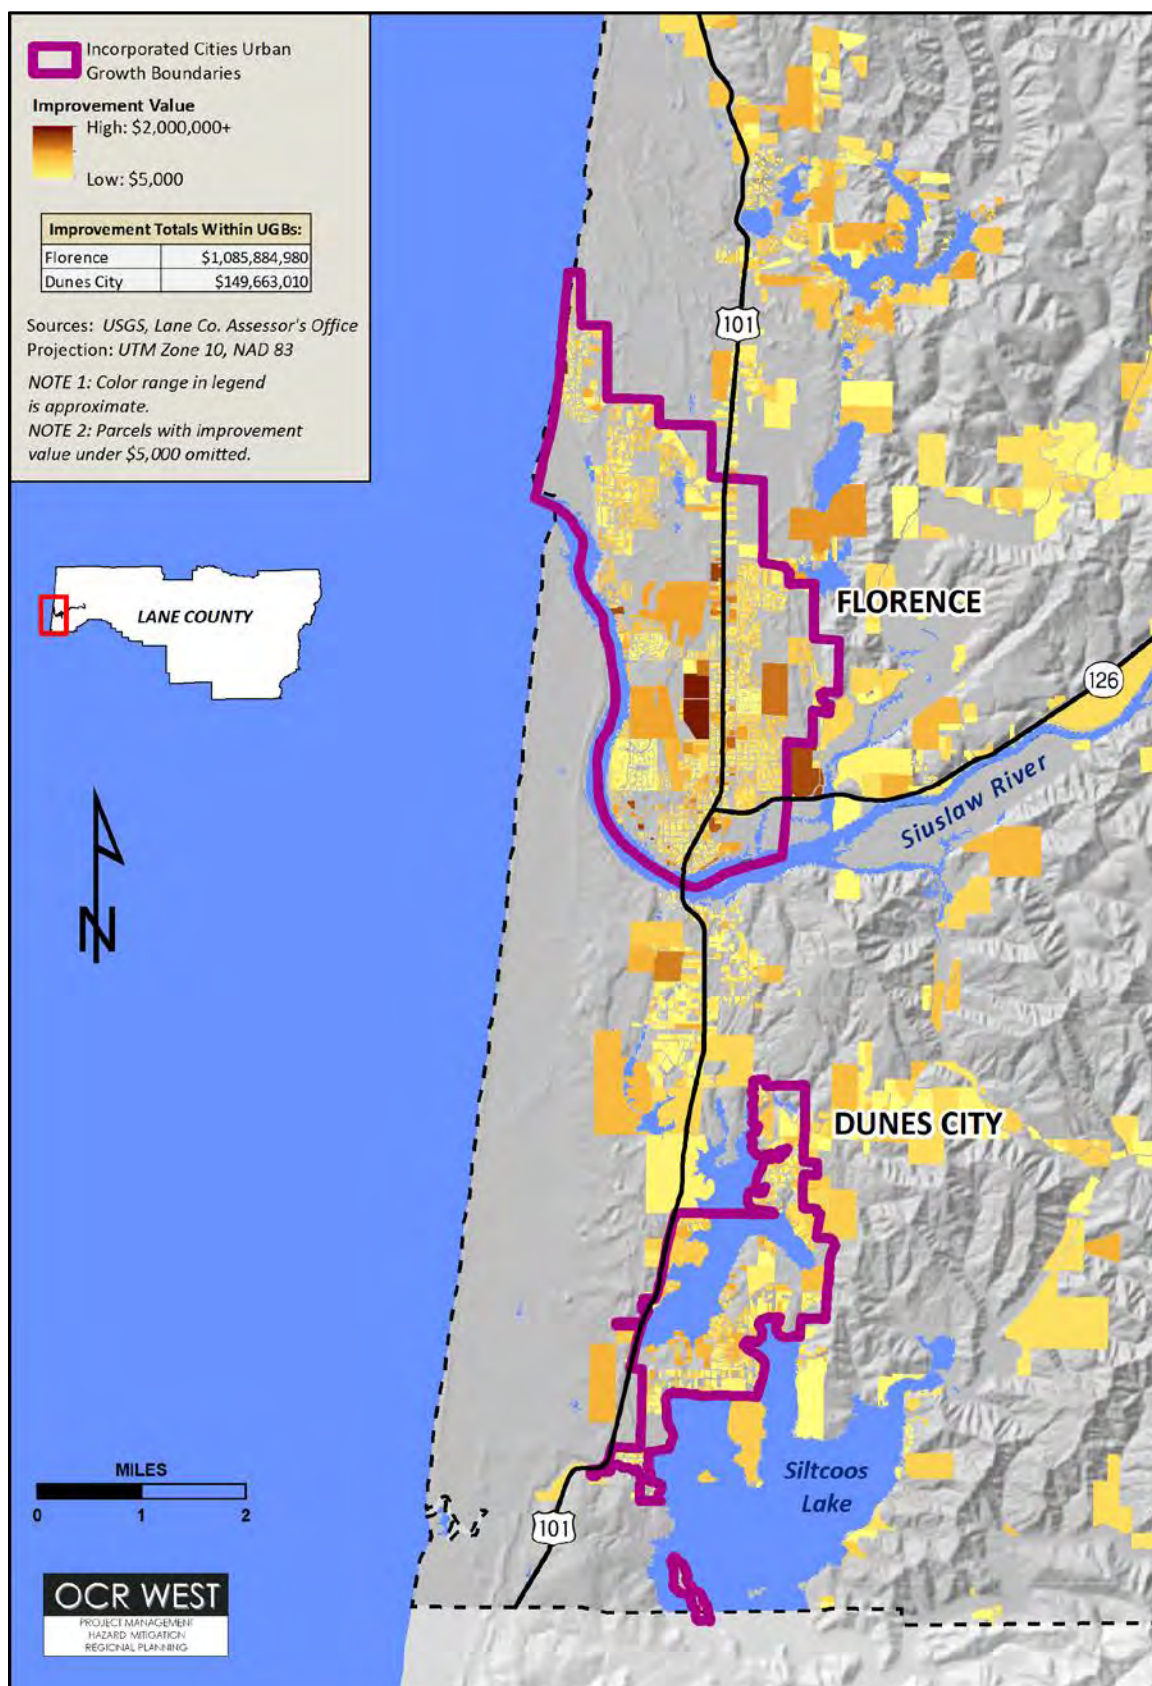 Incorporated Cities Urban
Growth Boundaries
Improvement Value
High: $2,000,000+
Low: $5,000
Improvement Totals Within UGBs:
Florence $1,085,884,980
Dunes City $149,663,010
Sources: USGS, Lane Co. Assessor's Office
Projection: UTM Zone 10, NAD 83
NOTE 1: Color range in legend
is approximate.
NOTE 2: Parcels with improvement
value under $5,000 omitted.
101
LANE COUNTY
FLORENCE
126
Siuslaw River
N
DUNES CITY
MILES
0 1 2
Siltcoos
Lake
101
OCR WEST
PROJECT MANAGEMENT
HAZARD MITIGATION
REGIONAL PLANNING